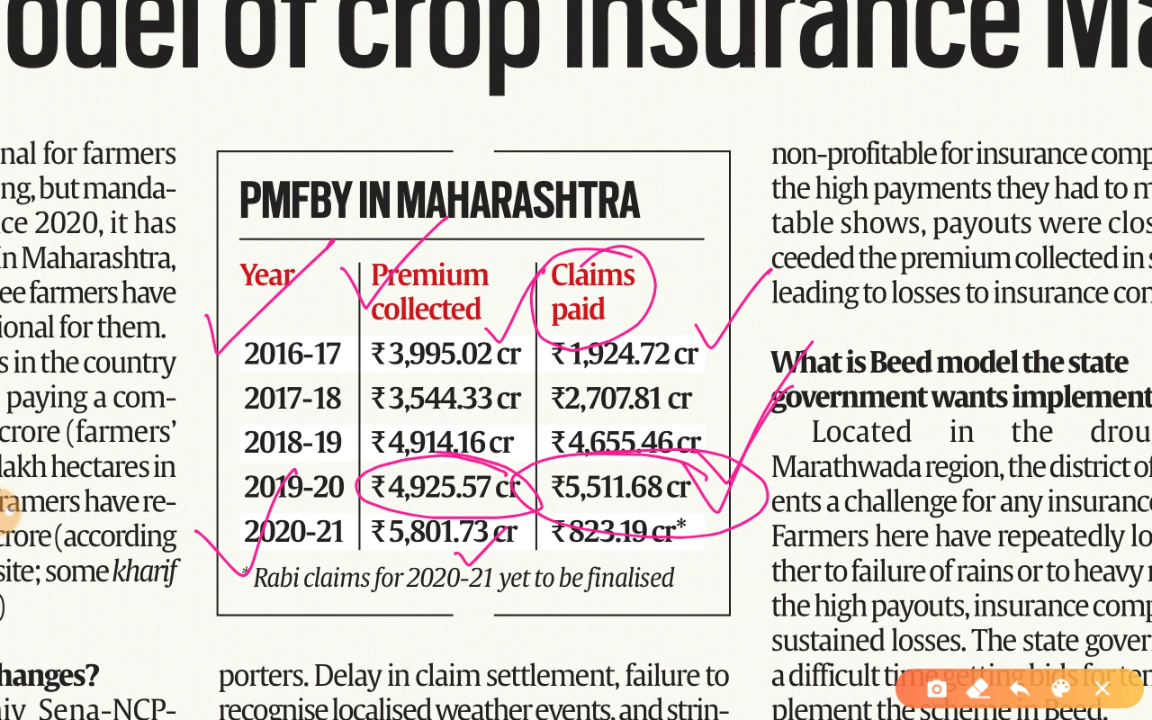 odel of crop insurance Ma
nal for farmers
ng, but manda-
ce 2020, it has
In Maharashtra,
ee farmers have
ional for them.
s in the country
paying a com-
crore (farmers'
lakh hectares in
ramers have re-
crore (according
site; some kharif
)
hanges?
Sena-NCP-
PMFBY IN MAHARASHTRA
Year Premium collected Claims paid
2016-17 ₹3,995.02 cr ₹1,924.72 cr
2017-18 ₹3,544.33 cr ₹2,707.81 cr
2018-19 ₹4,914.16 cr ₹4,655.46 cr
2019-20 ₹4,925.57 cr ₹5,511.68 cr
2020-21 ₹5,801.73 cr ₹823.19 cr*
* Rabi claims for 2020-21 yet to be finalised
porters. Delay in claim settlement, failure to
recognise localised weather events, and strin-
non-profitable for insurance comp
the high payments they had to m
table shows, payouts were clos
ceeded the premium collected in s
leading to losses to insurance com
What is Beed model the state
government wants implement
Located in the drou
Marathwada region, the district of
ents a challenge for any insurance
Farmers here have repeatedly lo
ther to failure of rains or to heavy r
the high payouts, insurance comp
sustained losses. The state gover
a difficult time getting bids for ten
plement the scheme in Beed.